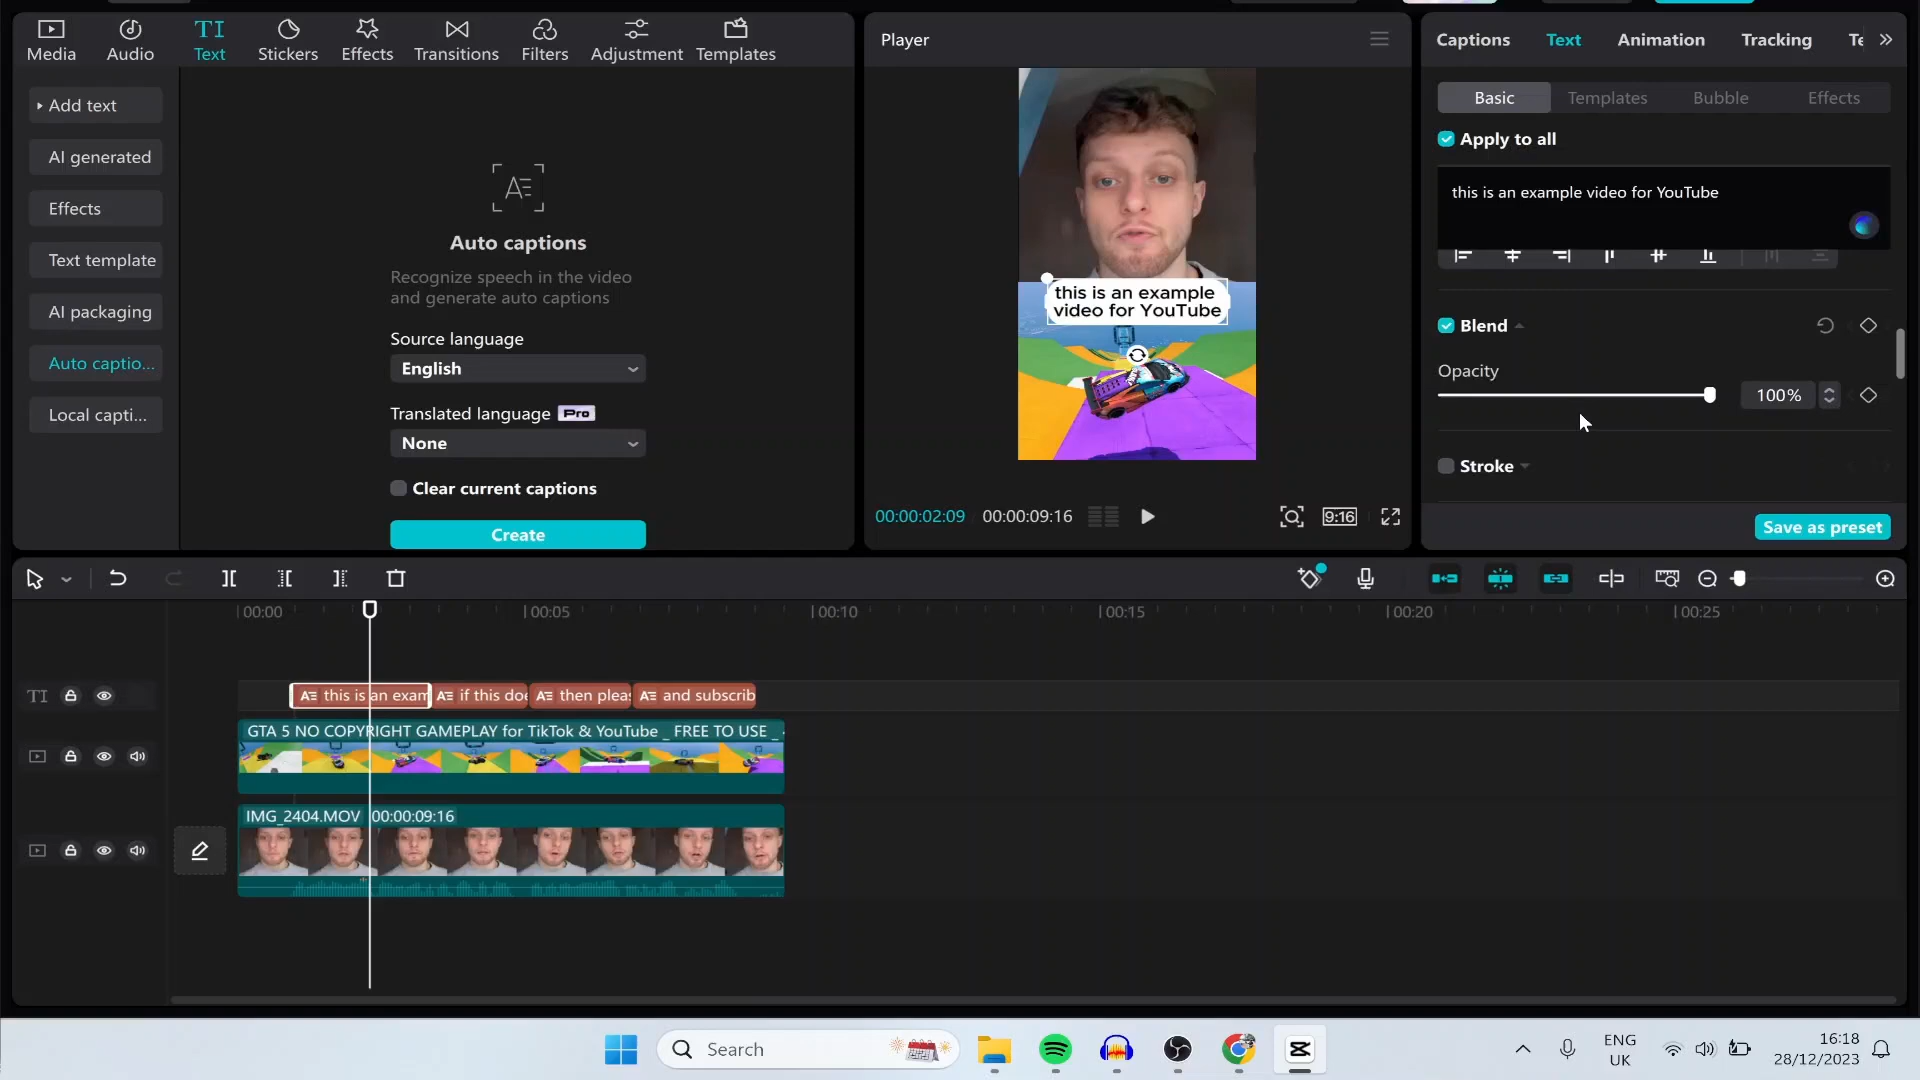 Media
Audio
TI
Text
Stickers
Effects
Transitions
Filters
Adjustment
Templates
Add text
AI generated
Effects
Text template
AI packaging
Auto captio...
Local capti...
Auto captions
Recognize speech in the video
and generate auto captions
Source language
English
Translated language Pro
None
Clear current captions
Create
Player
this is an example
video for YouTube
00:00:02:09 00:00:09:16
9:16
Captions Text Animation Tracking Te
Basic Templates Bubble Effects
Apply to all
this is an example video for YouTube
Blend
Opacity
100%
Stroke
Save as preset
00:00 00:05 00:10 00:15 00:20 00:25
TI
this is an exam
if this doe
then pleas
and subscrib
GTA 5 NO COPYRIGHT GAMEPLAY for TikTok & YouTube _ FREE TO USE _
IMG_2404.MOV 00:00:09:16
Search
ENG
UK
16:18
28/12/2023